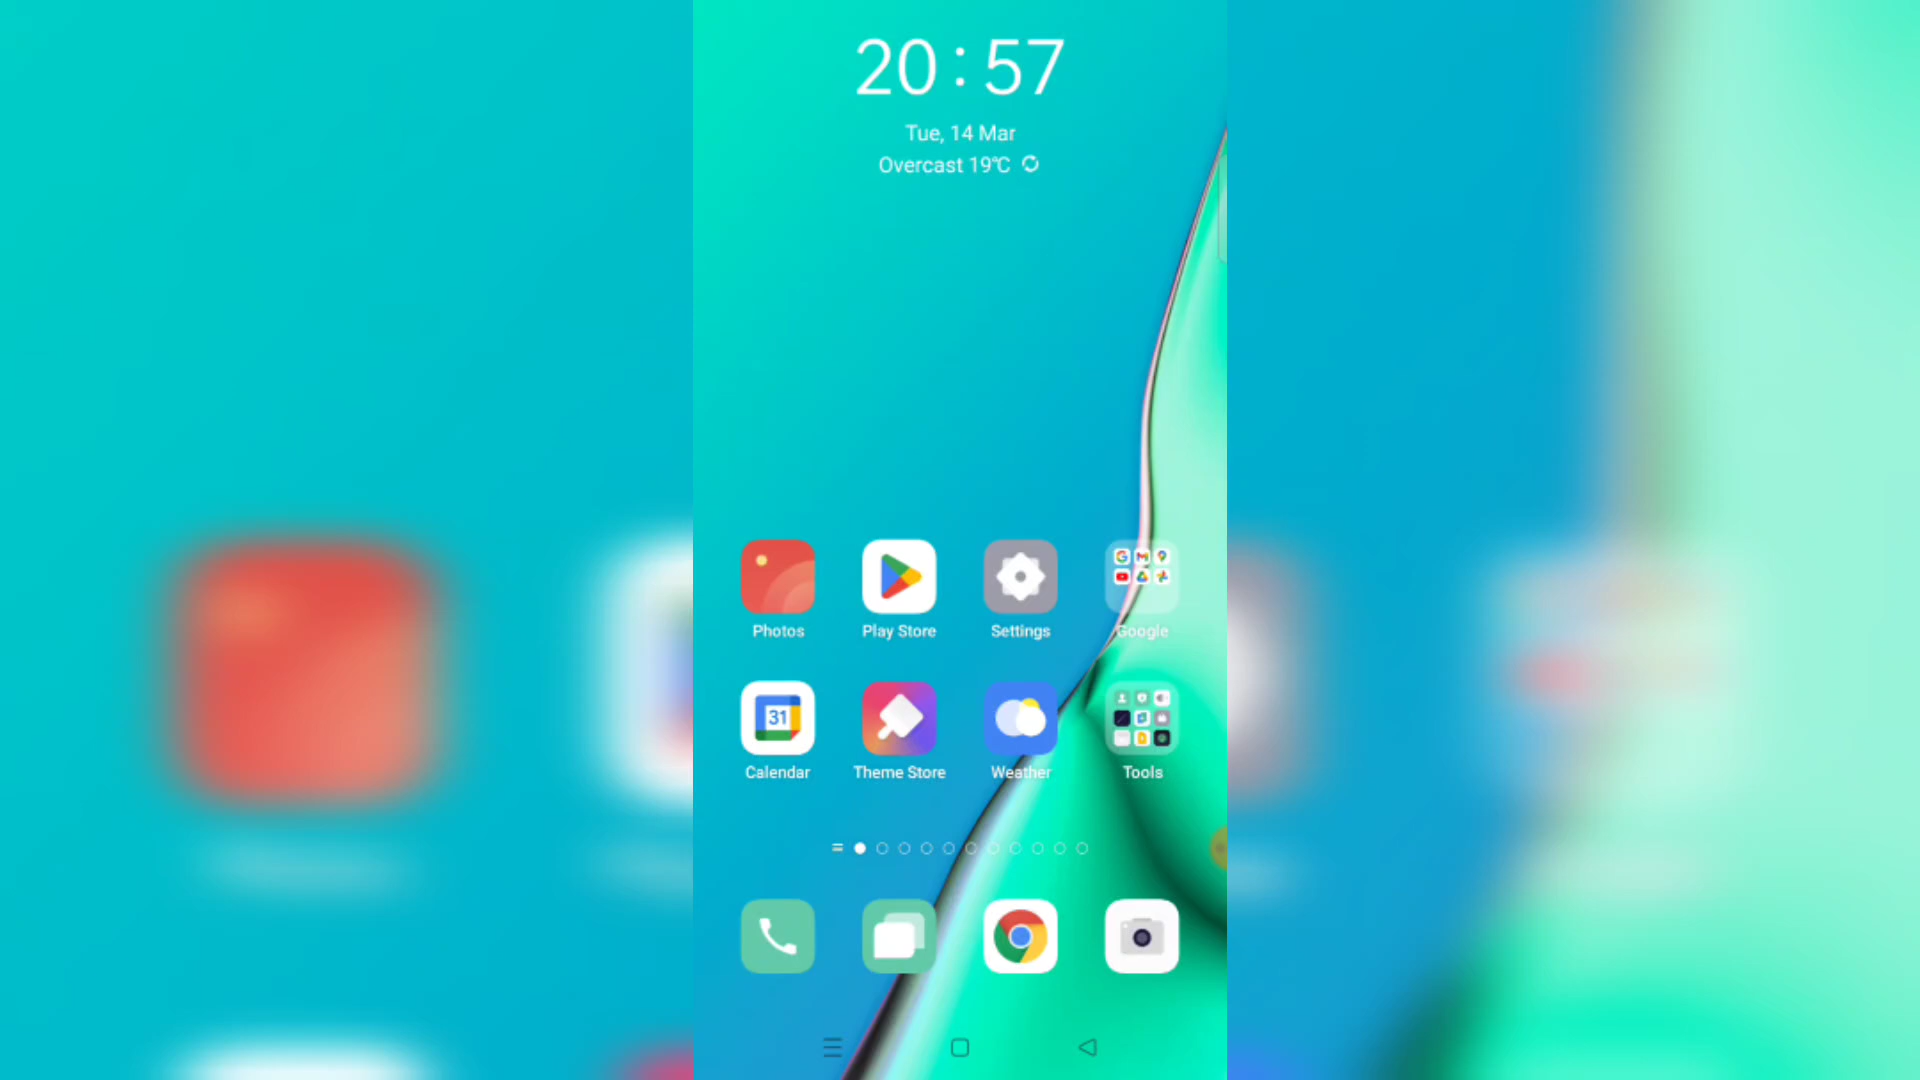 20:57
Tue, 14 Mar
Overcast 19℃
Photos
Play Store
Settings
Google
31
Calendar
Theme Store
Weather
Tools